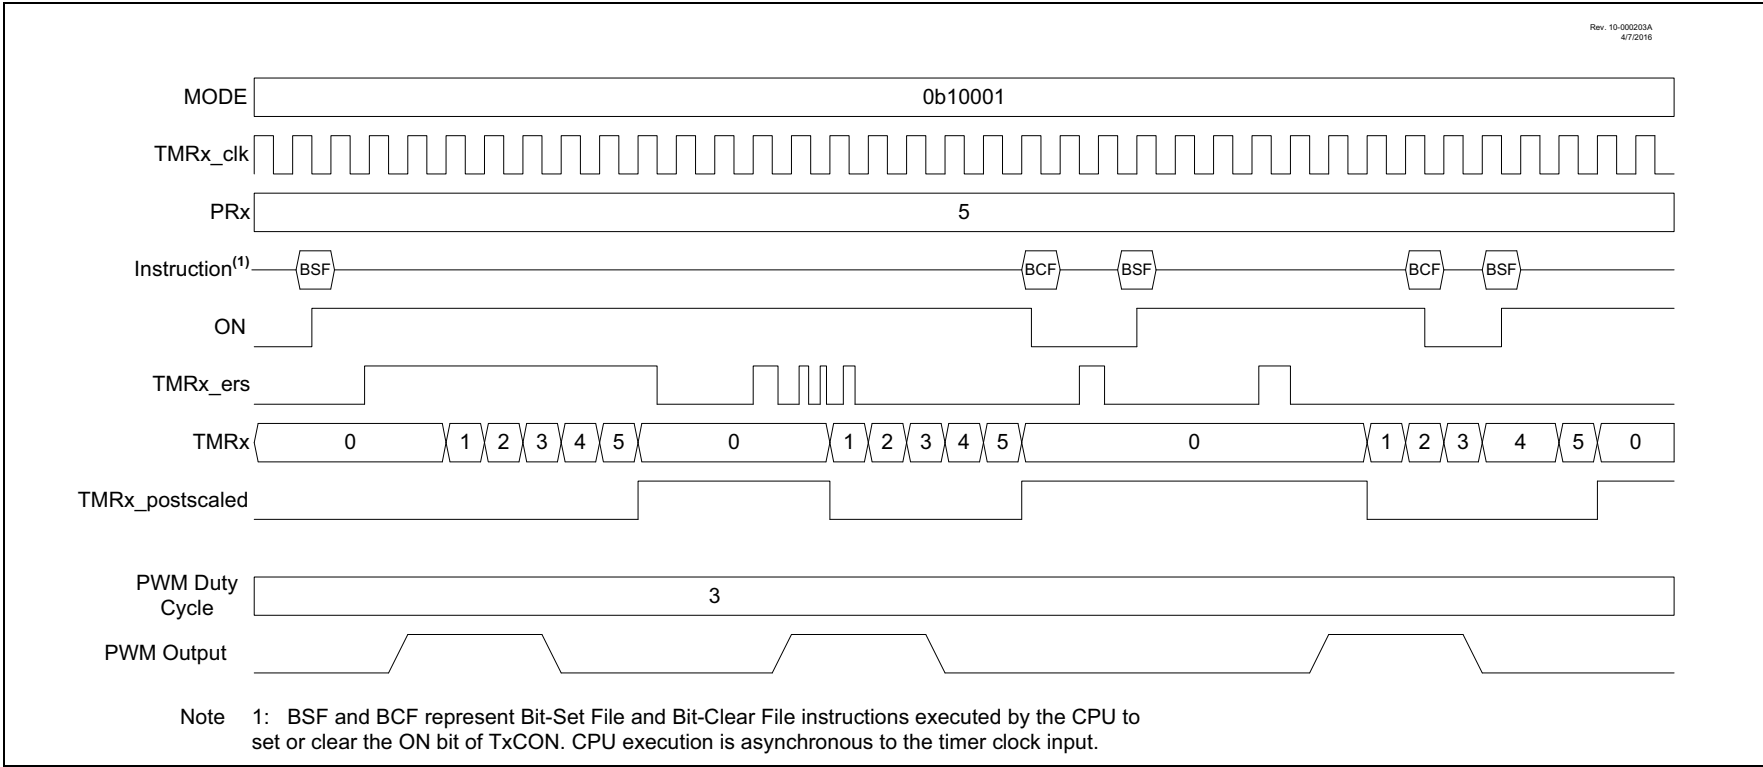 Rev. 10-000203A
4/7/2016
MODE 0b10001
TMRx_clk
PRx 5
Instruction(1) BSF BCF BSF BCF BSF
ON
TMRx_ers
TMRx 0 1 2 3 4 5 0 1 2 3 4 5 0 1 2 3 4 5 0
TMRx_postscaled
PWM Duty
Cycle 3
PWM Output
Note 1: BSF and BCF represent Bit-Set File and Bit-Clear File instructions executed by the CPU to
set or clear the ON bit of TxCON. CPU execution is asynchronous to the timer clock input.